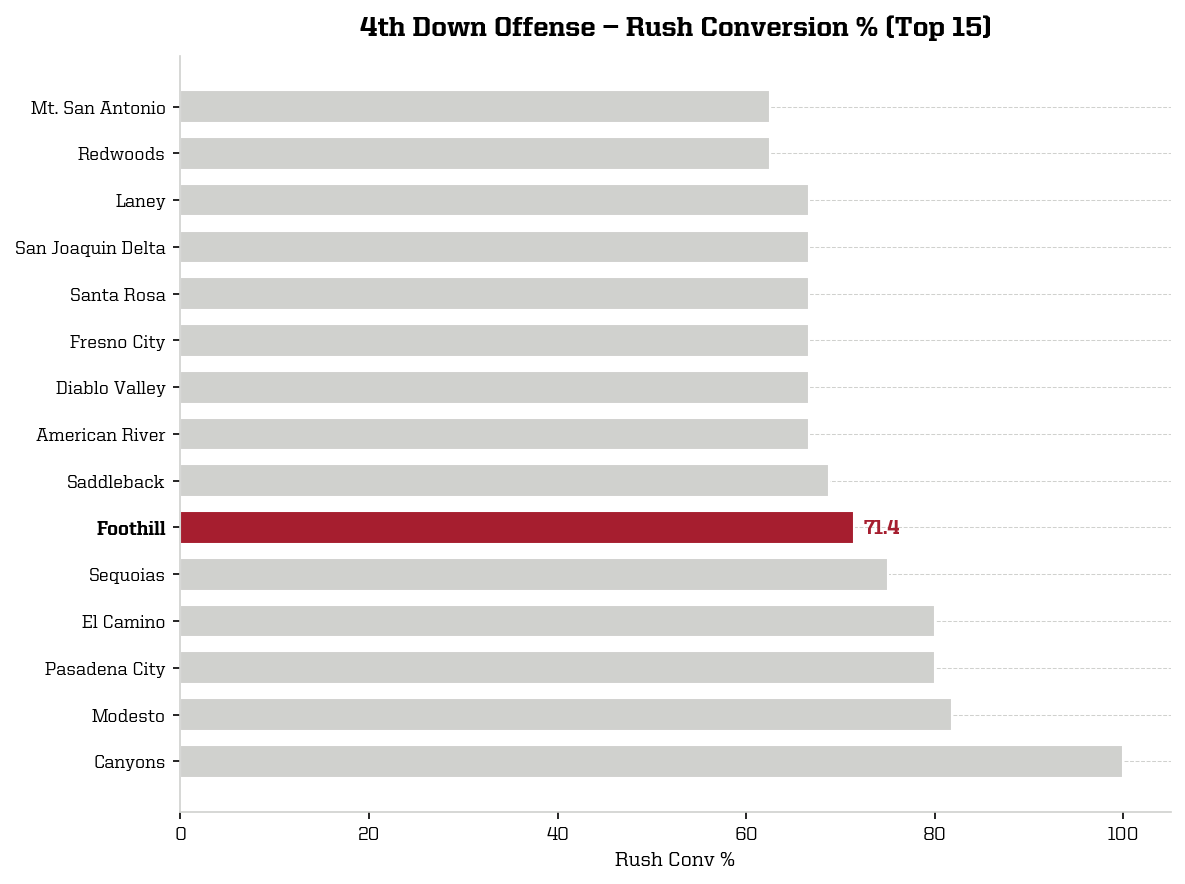 4th Down Offense – Rush Conversion % (Top 15)
Mt. San Antonio
Redwoods
Laney
San Joaquin Delta
Santa Rosa
Fresno City
Diablo Valley
American River
Saddleback
Foothill 71.4
Sequoias
El Camino
Pasadena City
Modesto
Canyons
0 20 40 60 80 100
Rush Conv %